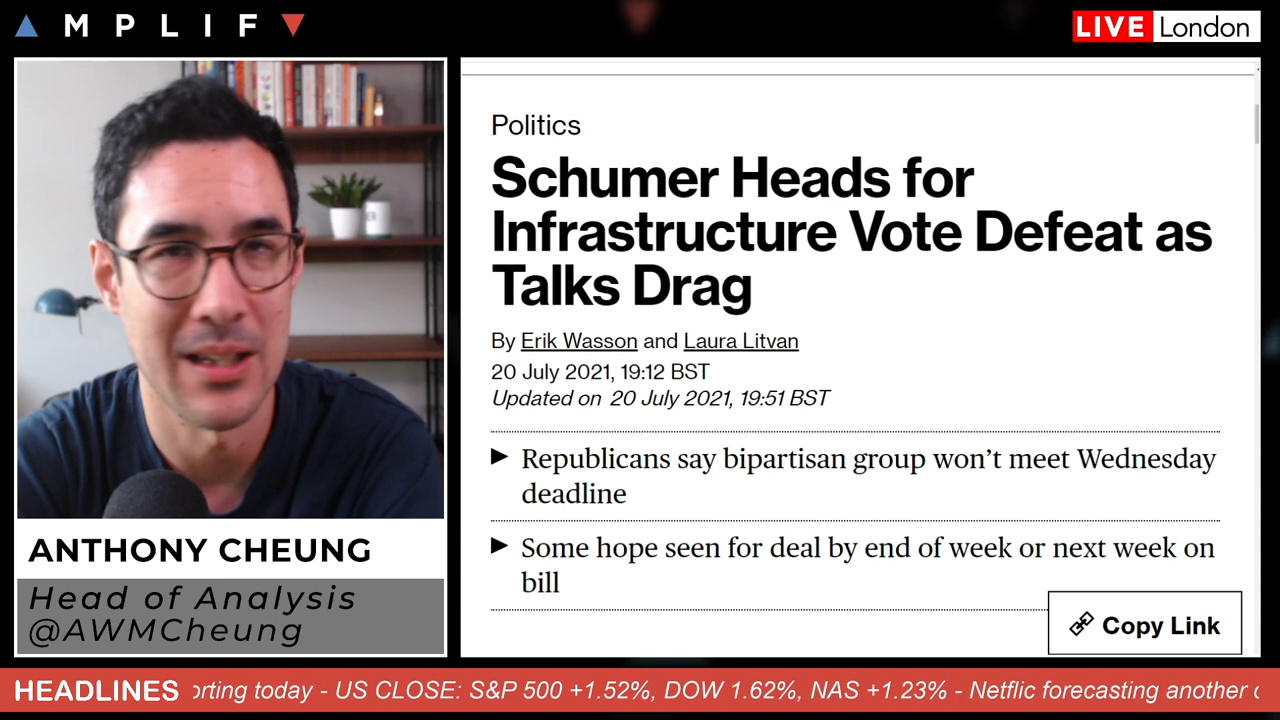 AMPLIFY
LIVE London
Politics
Schumer Heads for
Infrastructure Vote Defeat as
Talks Drag
By Erik Wasson and Laura Litvan
20 July 2021, 19:12 BST
Updated on 20 July 2021, 19:51 BST
Republicans say bipartisan group won't meet Wednesday
deadline
Some hope seen for deal by end of week or next week on
bill
Copy Link
ANTHONY CHEUNG
Head of Analysis
@AWMCheung
HEADLINES orting today - US CLOSE: S&P 500 +1.52%, DOW 1.62%, NAS +1.23% - Netflic forecasting another